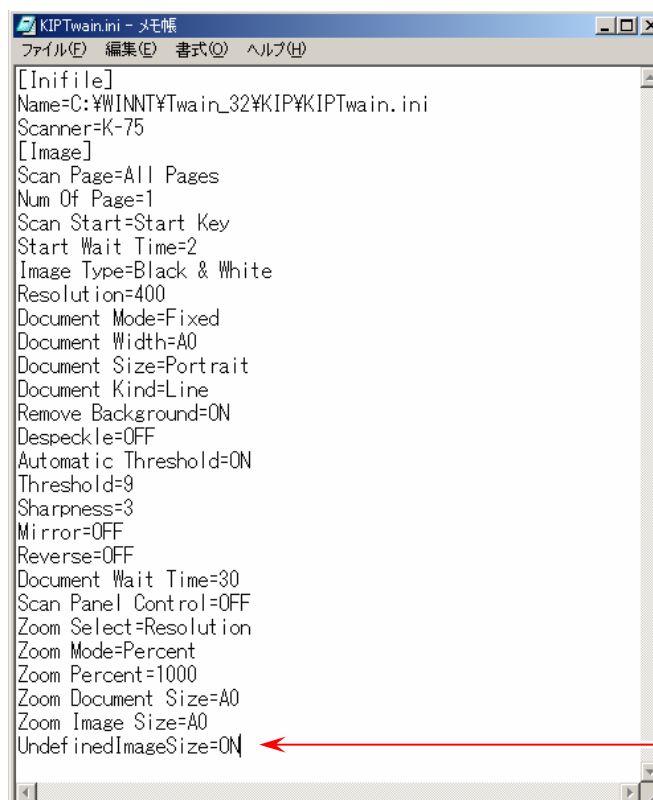 KIPTwain.ini - メモ帳
ファイル(F) 編集(E) 書式(O) ヘルプ(H)
[Inifile]
Name=C:¥WINNT¥Twain_32¥KIP¥KIPTwain.ini
Scanner=K-75
[Image]
Scan Page=All Pages
Num Of Page=1
Scan Start=Start Key
Start Wait Time=2
Image Type=Black & White
Resolution=400
Document Mode=Fixed
Document Width=A0
Document Size=Portrait
Document Kind=Line
Remove Background=ON
Despeckle=OFF
Automatic Threshold=ON
Threshold=9
Sharpness=3
Mirror=OFF
Reverse=OFF
Document Wait Time=30
Scan Panel Control=OFF
Zoom Select=Resolution
Zoom Mode=Percent
Zoom Percent=1000
Zoom Document Size=A0
Zoom Image Size=A0
UndefinedImageSize=ON